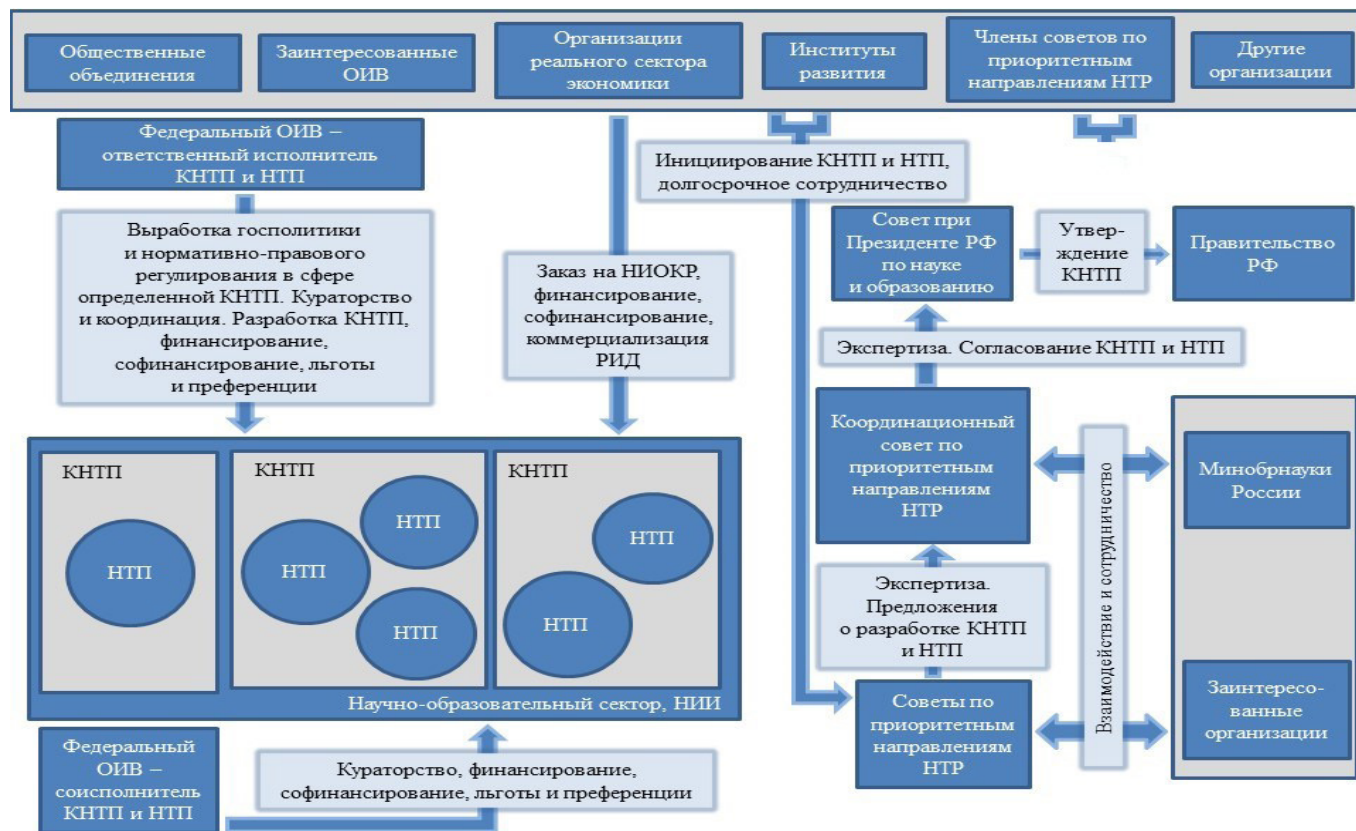 Общественные
объединения
Заинтересованные
ОИВ
Организации
реального сектора
экономики
Институты
развития
Члены советов по
приоритетным
направлениям НТР
Другие
организации
Федеральный ОИВ –
ответственный исполнитель
КНТП и НТП
Выработка госполитики
и нормативно-правового
регулирования в сфере
определенной КНТП. Кураторство
и координация. Разработка КНТП,
финансирование,
софинансирование, льготы
и преференции
Заказ на НИОКР,
финансирование,
софинансирование,
коммерциализация
РИД
Инициирование КНТП и НТП,
долгосрочное сотрудничество
Совет при
Президенте РФ
по науке
и образованию
Утвер-
ждение
КНТП
Правительство
РФ
Экспертиза. Согласование КНТП и НТП
Координационный
совет по
приоритетным
направлениям
НТР
Взаимодействие и сотрудничество
Минобрнауки
России
Экспертиза.
Предложения
о разработке КНТП
и НТП
Советы по
приоритетным
направлениям
НТР
Заинтересо-
ванные
организации
КНТП
НТП
КНТП
НТП
НТП
НТП
КНТП
НТП
НТП
Научно-образовательный сектор, НИИ
Федеральный
ОИВ –
соисполнитель
КНТП и НТП
Кураторство, финансирование,
софинансирование, льготы и преференции